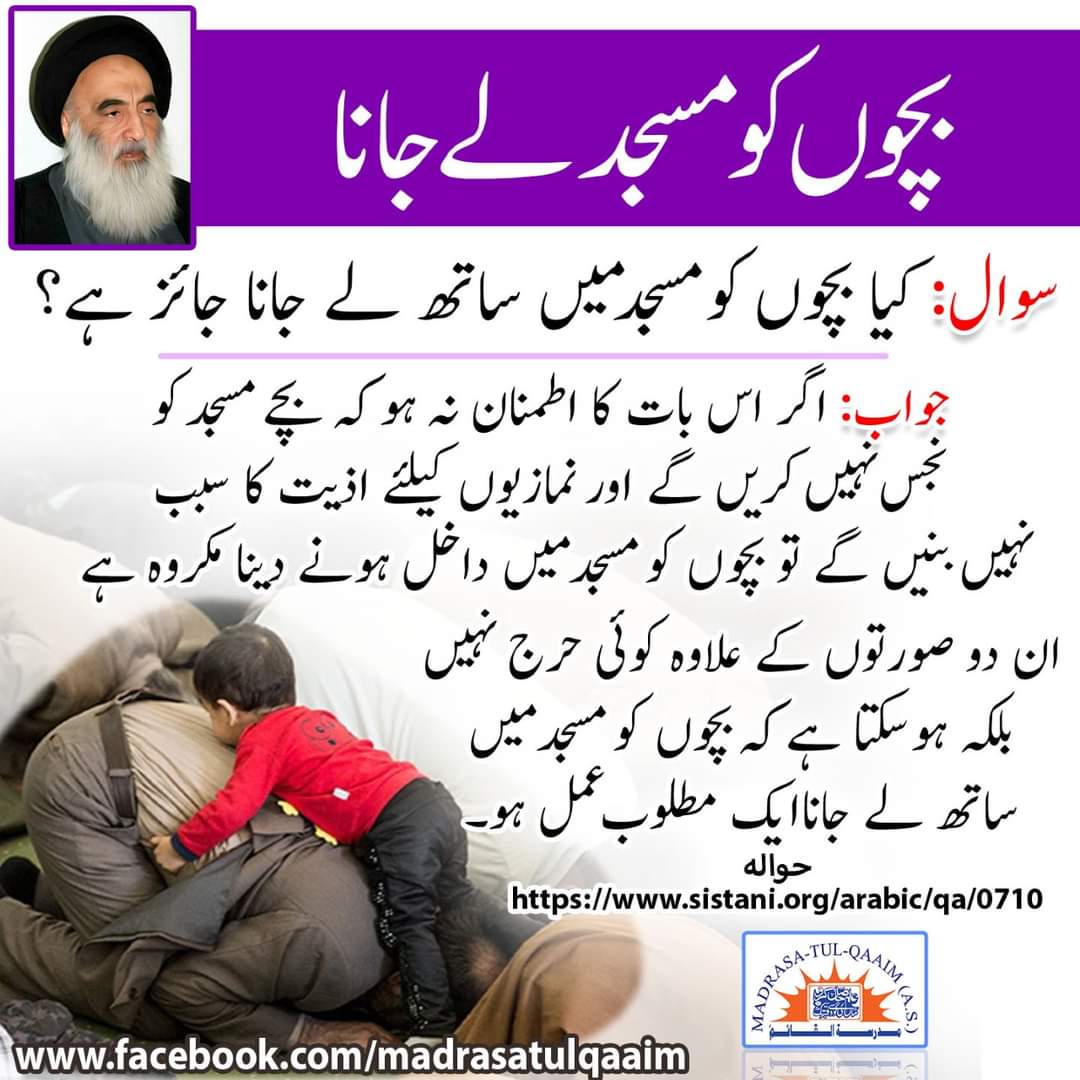 بچوں کو مسجد لے جانا
سوال: کیا بچوں کو مسجد میں ساتھ لے جانا جائز ہے؟
جواب: اگر اس بات کا اطمنان نہ ہو کہ بچے مسجد کو
نجس نہیں کریں گے اور نمازیوں کیلئے اذیت کا سبب
نہیں بنیں گے تو بچوں کو مسجد میں داخل ہونے دینا مکروہ ہے
ان دو صورتوں کے علاوہ کوئی حرج نہیں
بلکہ ہو سکتا ہے کہ بچوں کو مسجد میں
ساتھ لے جانا ایک مطلوب عمل ہو۔
حوالہ
https://www.sistani.org/arabic/qa/0710
MADRASA-TUL-QAAIM (A.S)
مدرسة القائم
www.facebook.com/madrasatulqaaim